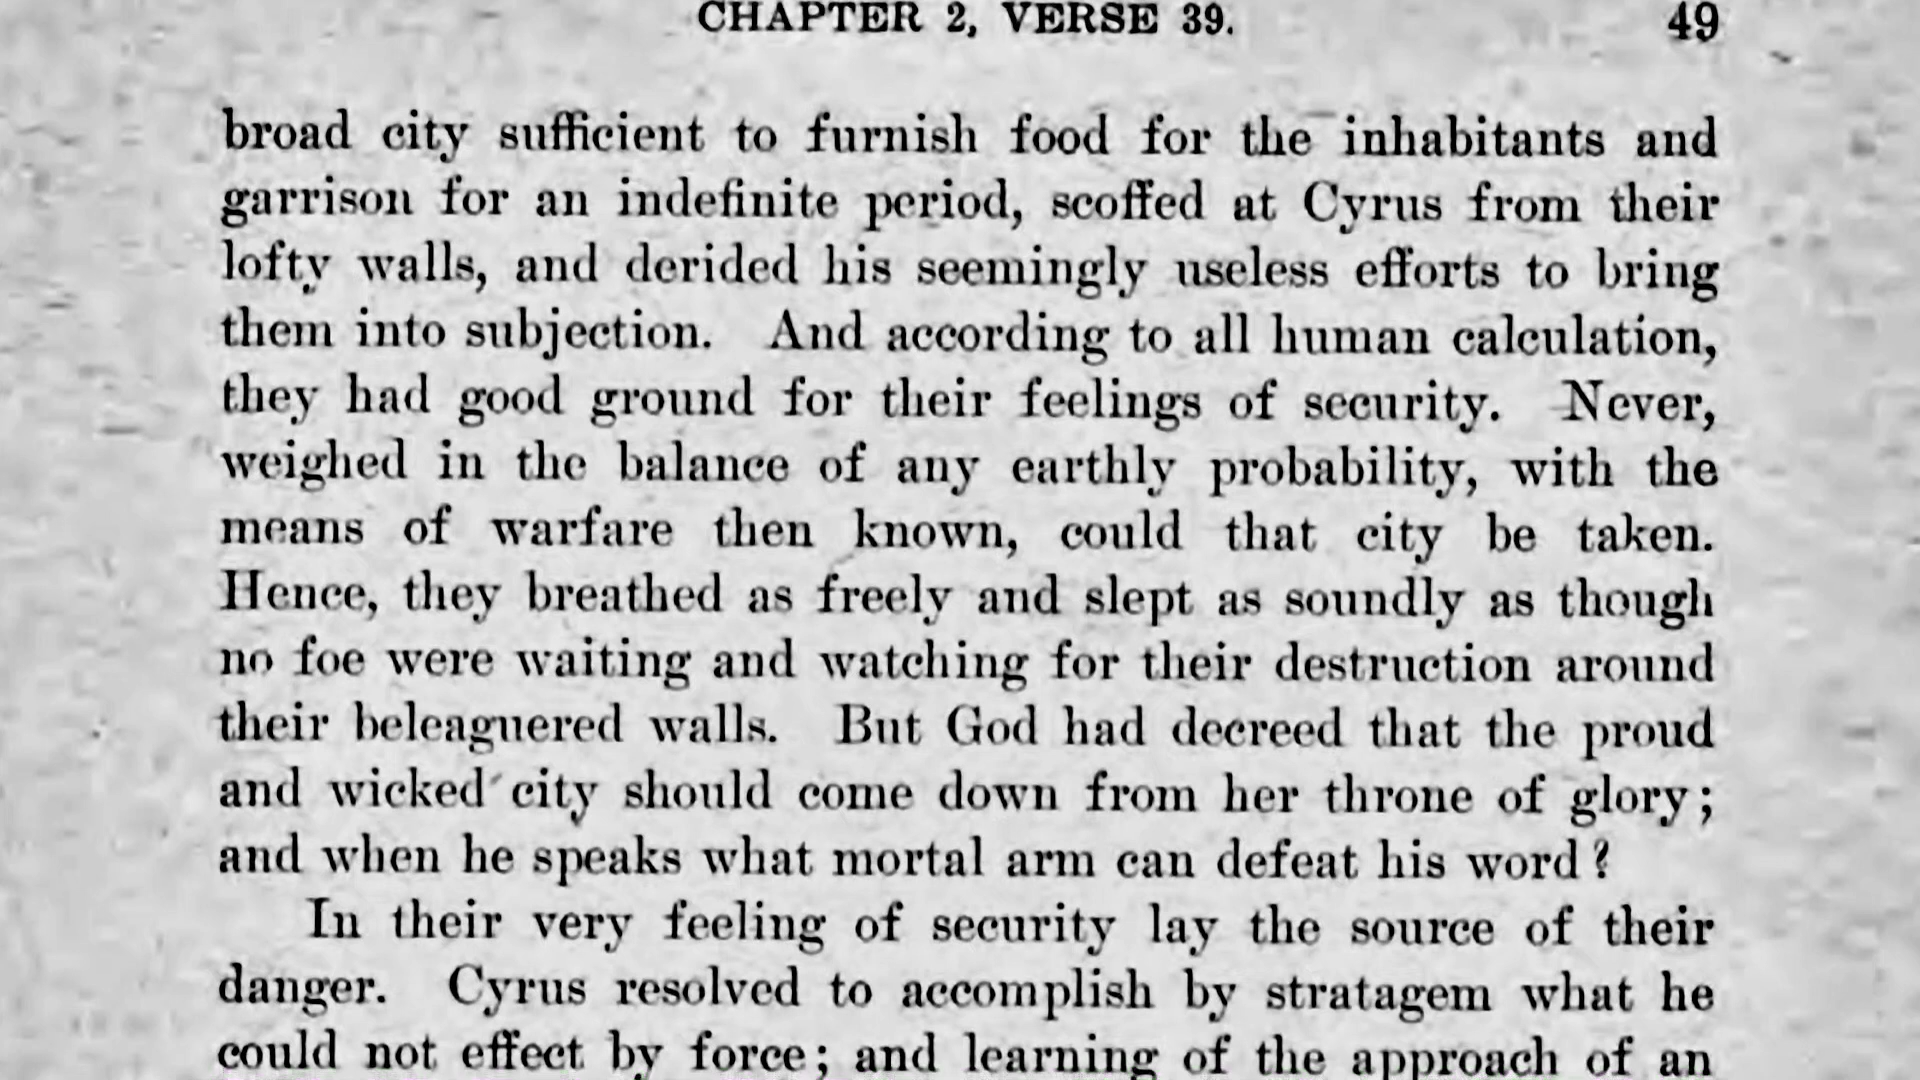 CHAPTER 2, VERSE 39. 49
broad city sufficient to furnish food for the inhabitants and
garrison for an indefinite period, scoffed at Cyrus from their
lofty walls, and derided his seemingly useless efforts to bring
them into subjection. And according to all human calculation,
they had good ground for their feelings of security. Never,
weighed in the balance of any earthly probability, with the
means of warfare then known, could that city be taken.
Hence, they breathed as freely and slept as soundly as though
no foe were waiting and watching for their destruction around
their beleaguered walls. But God had decreed that the proud
and wicked city should come down from her throne of glory;
and when he speaks what mortal arm can defeat his word?
In their very feeling of security lay the source of their
danger. Cyrus resolved to accomplish by stratagem what he
could not effect by force; and learning of the approach of an